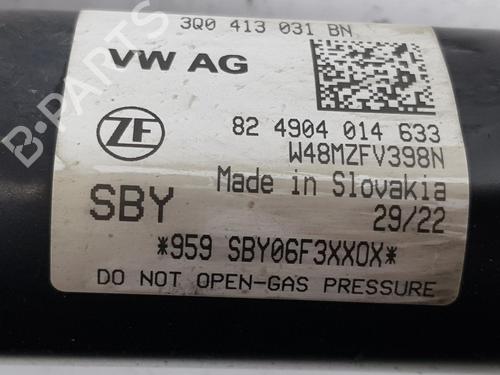 3Q0 413 031 BN
VW AG
ZF
82 4904 014 633
W48MZFV398N
Made in Slovakia
SBY
29/22
*959 SBY06F3XXOX*
DO NOT OPEN-GAS PRESSURE
B-PARTS